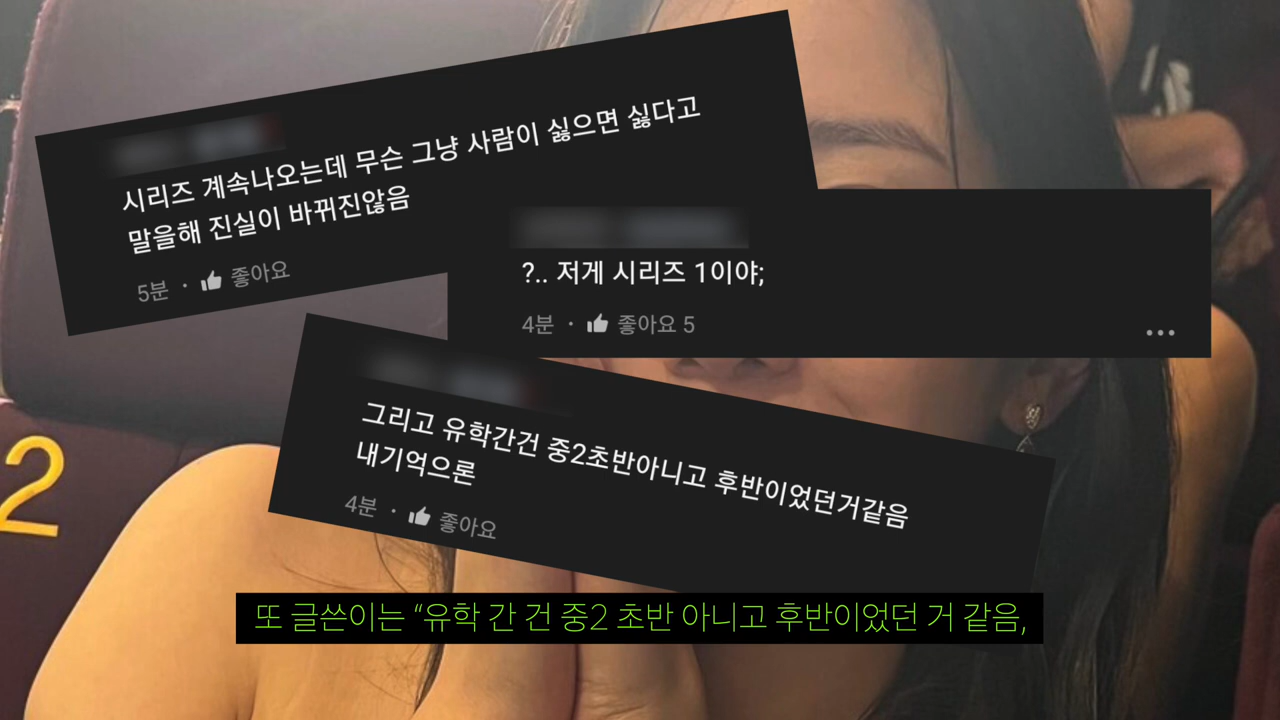 시리즈 계속나오는데 무슨 그냥 사람이 싫으면 싫다고
말을해 진실이 바뀌진않음
5분 · 좋아요
?.. 저게 시리즈 1이야;
4분 · 좋아요 5
그리고 유학간건 중2초반아니고 후반이었던거같음
내기억으론
4분 · 좋아요
2
또 글쓴이는 “유학 간 건 중2 초반 아니고 후반이었던 거 같음,